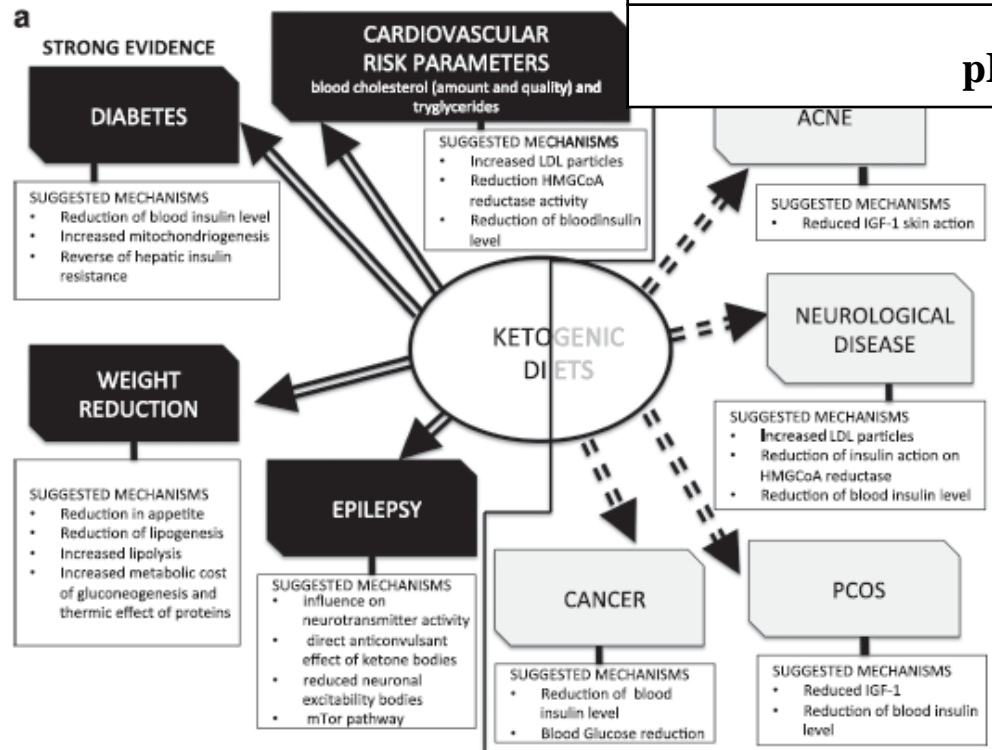 a
STRONG EVIDENCE
DIABETES
SUGGESTED MECHANISMS
• Reduction of blood insulin level
• Increased mitochondriogenesis
• Reverse of hepatic insulin
resistance
CARDIOVASCULAR
RISK PARAMETERS
blood cholesterol (amount and quality) and
tryglycerides
SUGGESTED MECHANISMS
• Increased LDL particles
• Reduction HMGCoA
reductase activity
• Reduction of bloodinsulin
level
ACNE
SUGGESTED MECHANISMS
• Reduced IGF-1 skin action
KETOGENIC
DIETS
NEUROLOGICAL
DISEASE
SUGGESTED MECHANISMS
• Increased LDL particles
• Reduction of insulin action on
HMGCoA reductase
• Reduction of blood insulin level
WEIGHT
REDUCTION
SUGGESTED MECHANISMS
• Reduction in appetite
• Reduction of lipogenesis
• Increased lipolysis
• Increased metabolic cost
of gluconeogenesis and
thermic effect of proteins
EPILEPSY
SUGGESTED MECHANISMS
• influence on
neurotransmitter activity
• direct anticonvulsant
effect of ketone bodies
• reduced neuronal
excitability bodies
• mTor pathway
CANCER
SUGGESTED MECHANISMS
• Reduction of blood
insulin level
• Blood Glucose reduction
PCOS
SUGGESTED MECHANISMS
• Reduced IGF-1
• Reduction of blood insulin
level